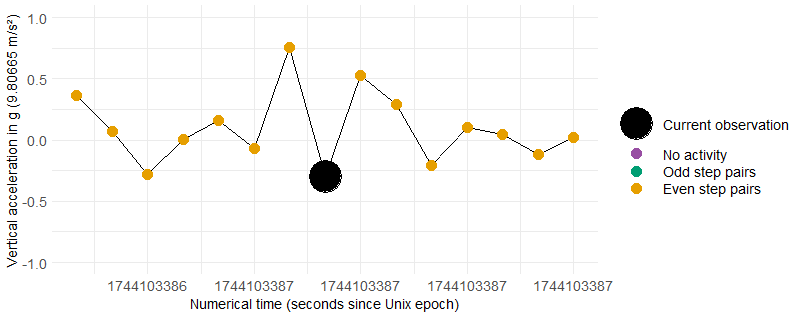 Vertical acceleration in g (9.80665 m/s²)
1.0
0.5
0.0
-0.5
-1.0
1744103386 1744103387 1744103387 1744103387 1744103387
Numerical time (seconds since Unix epoch)
Current observation
No activity
Odd step pairs
Even step pairs